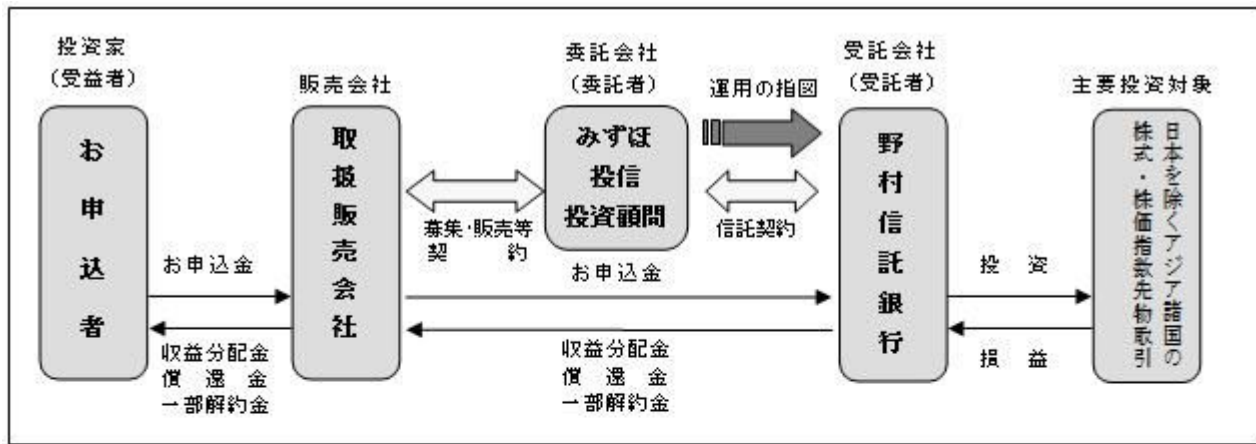 投資家
（受益者）
お申込者
販売会社
取扱販売会社
委託会社
（委託者）
みずほ
投信
投資顧問
運用の指図
受託会社
（受託者）
野村信託銀行
主要投資対象
日本を除くアジア諸国の
株式・株価指数先物取引
募集・販売等
契約
信託契約
お申込金
収益分配金
償還金
一部解約金
お申込金
収益分配金
償還金
一部解約金
投資
損益